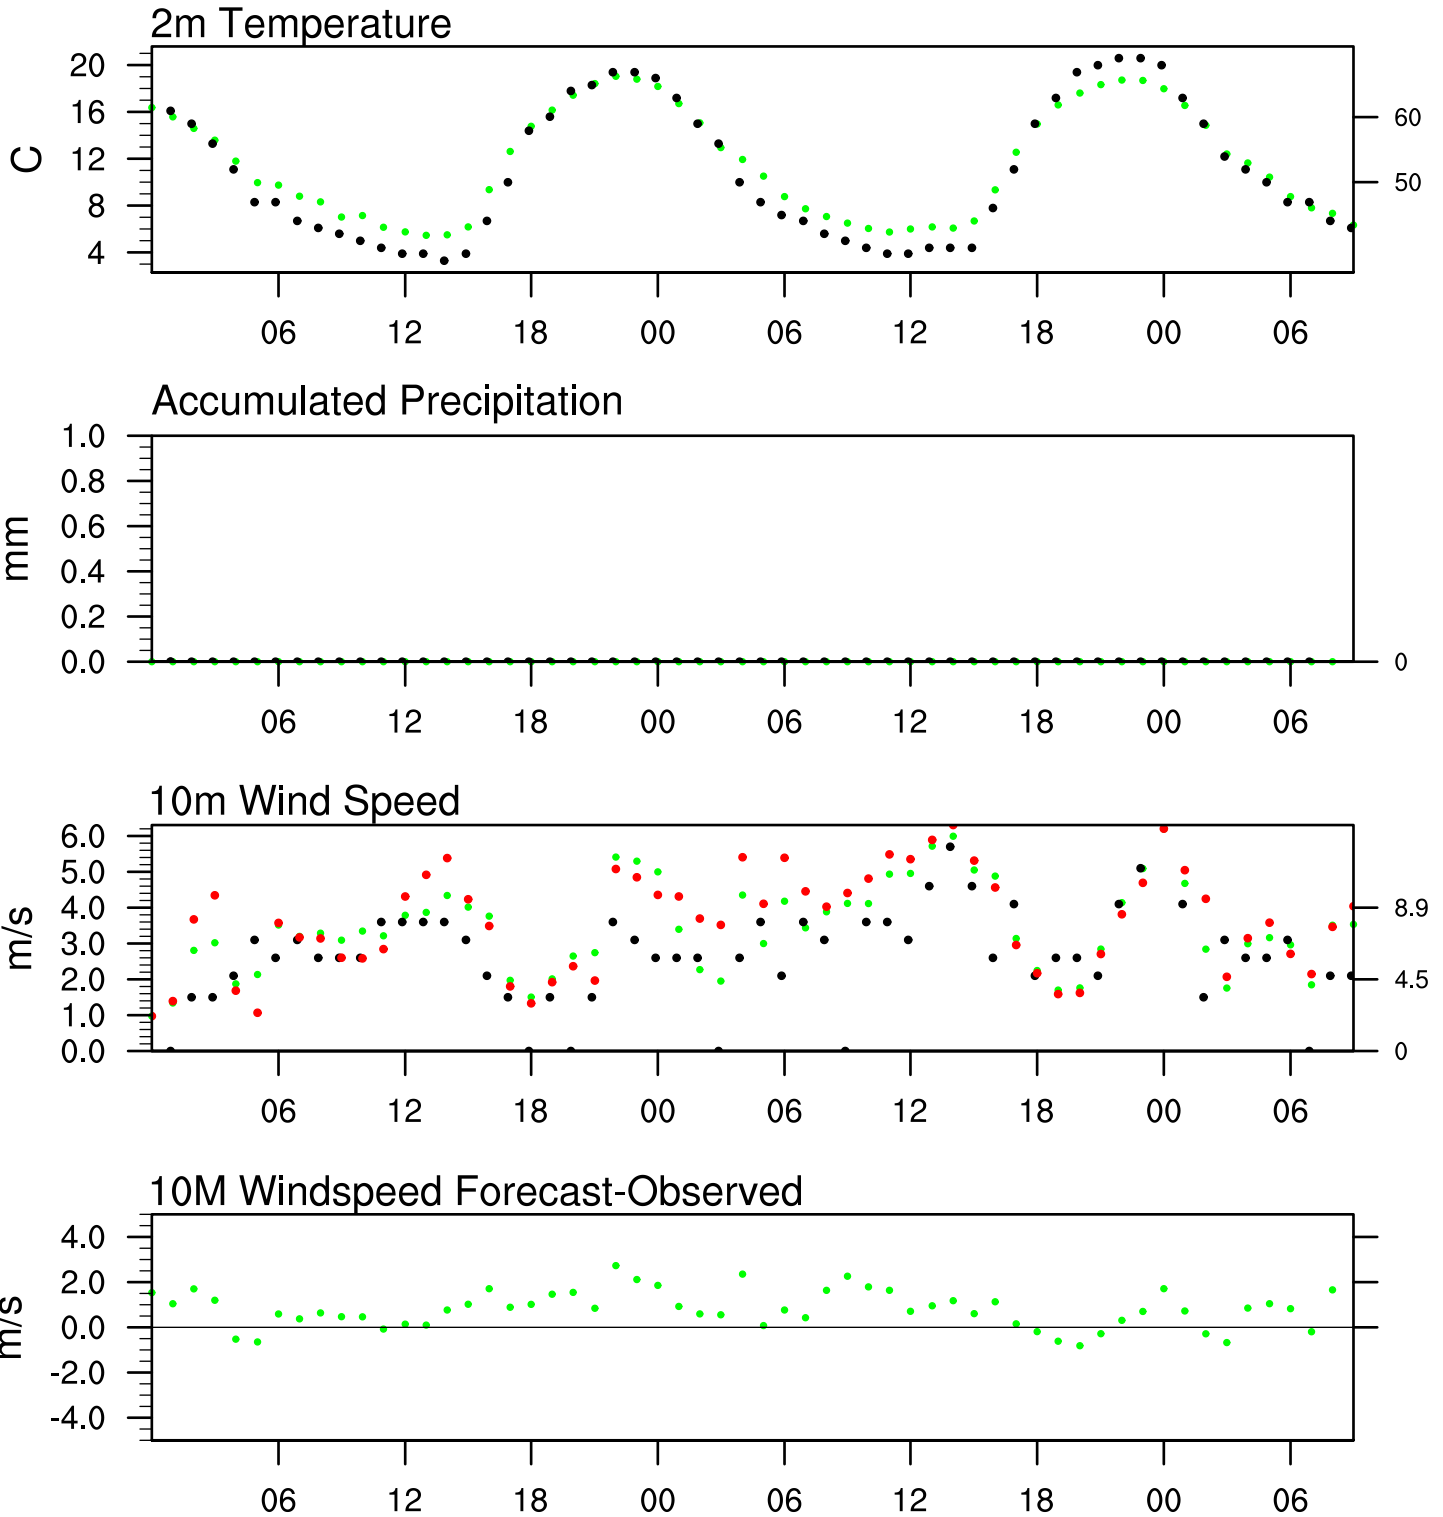 2m Temperature
20
16
60
12
C
50
8
4
06 12 18 00 06 12 18 00 06
Accumulated Precipitation
1.0
0.8
0.6
mm
0.4
0.2
0.0 0
06 12 18 00 06 12 18 00 06
10m Wind Speed
6.0
5.0
4.0 8.9
m/s
3.0
2.0 4.5
1.0
0.0 0
06 12 18 00 06 12 18 00 06
10M Windspeed Forecast-Observed
4.0
2.0
0.0
m/s
-2.0
-4.0
06 12 18 00 06 12 18 00 06